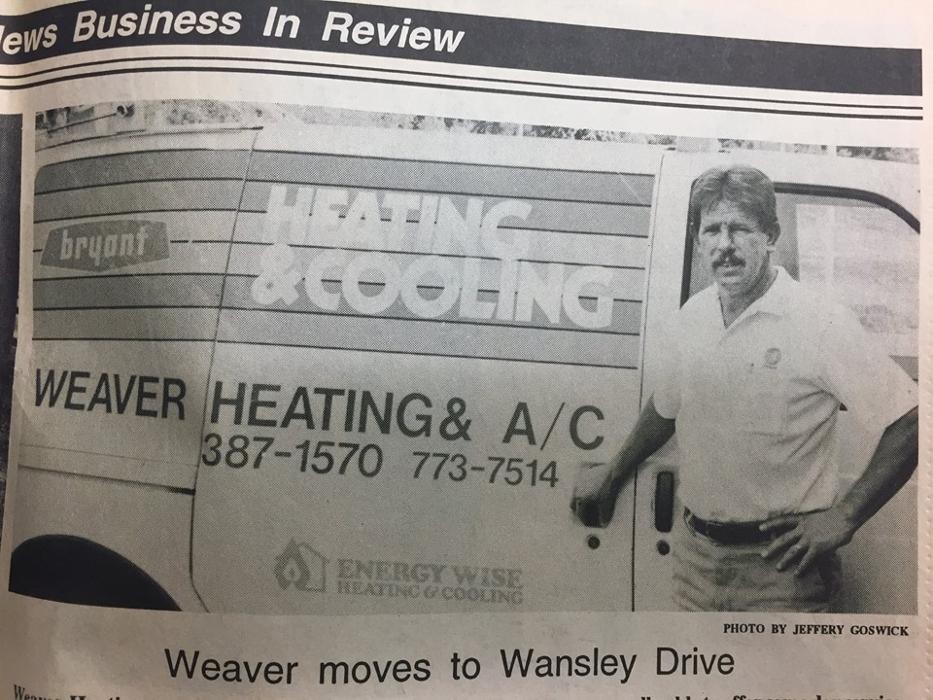 News Business In Review
bryant
HEATING
& COOLING
WEAVER HEATING & A/C
387-1570 773-7514
ENERGY WISE
HEATING & COOLING
PHOTO BY JEFFERY GOSWICK
Weaver moves to Wansley Drive